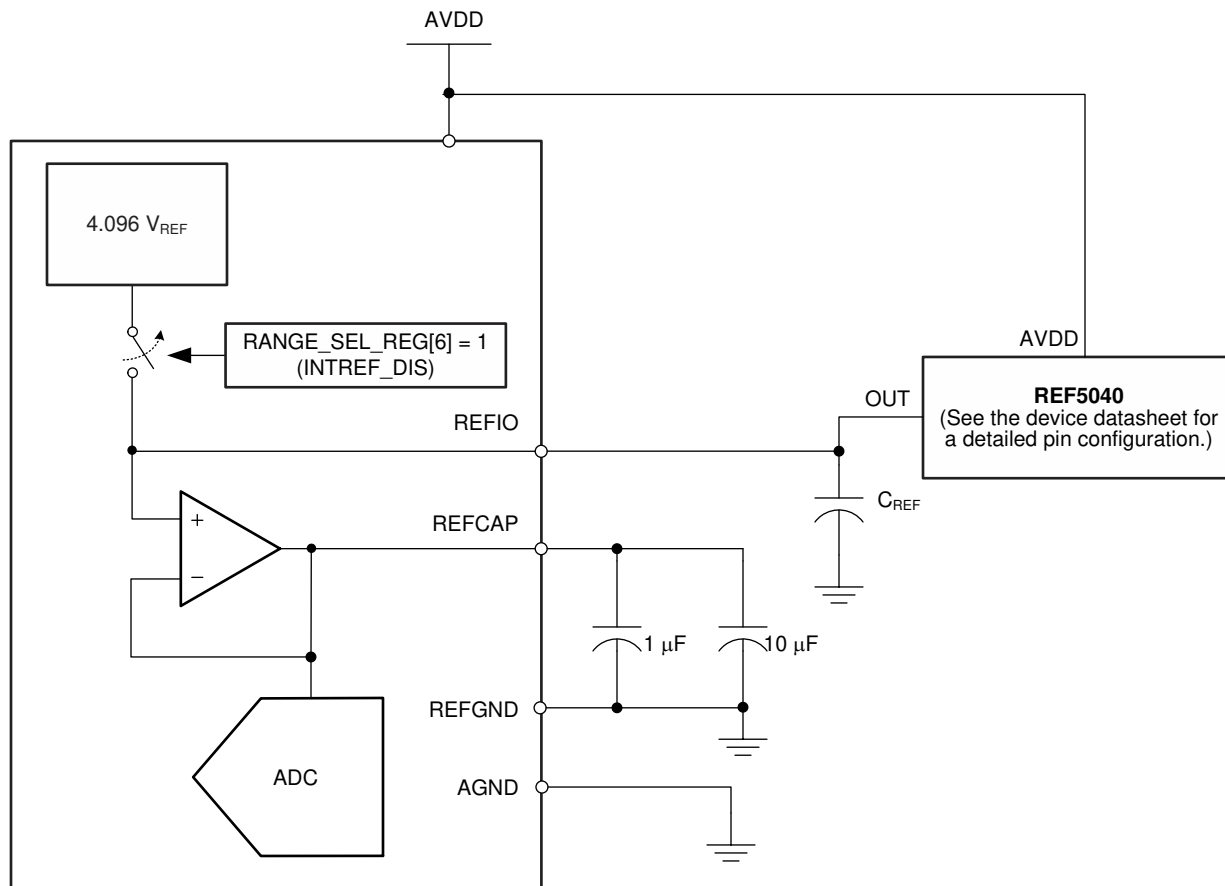 AVDD
4.096 VREF
RANGE_SEL_REG[6] = 1
(INTREF_DIS)
AVDD
REF5040
(See the device datasheet for
a detailed pin configuration.)
OUT
REFIO
CREF
REFCAP
+
−
1 µF
10 µF
REFGND
ADC
AGND